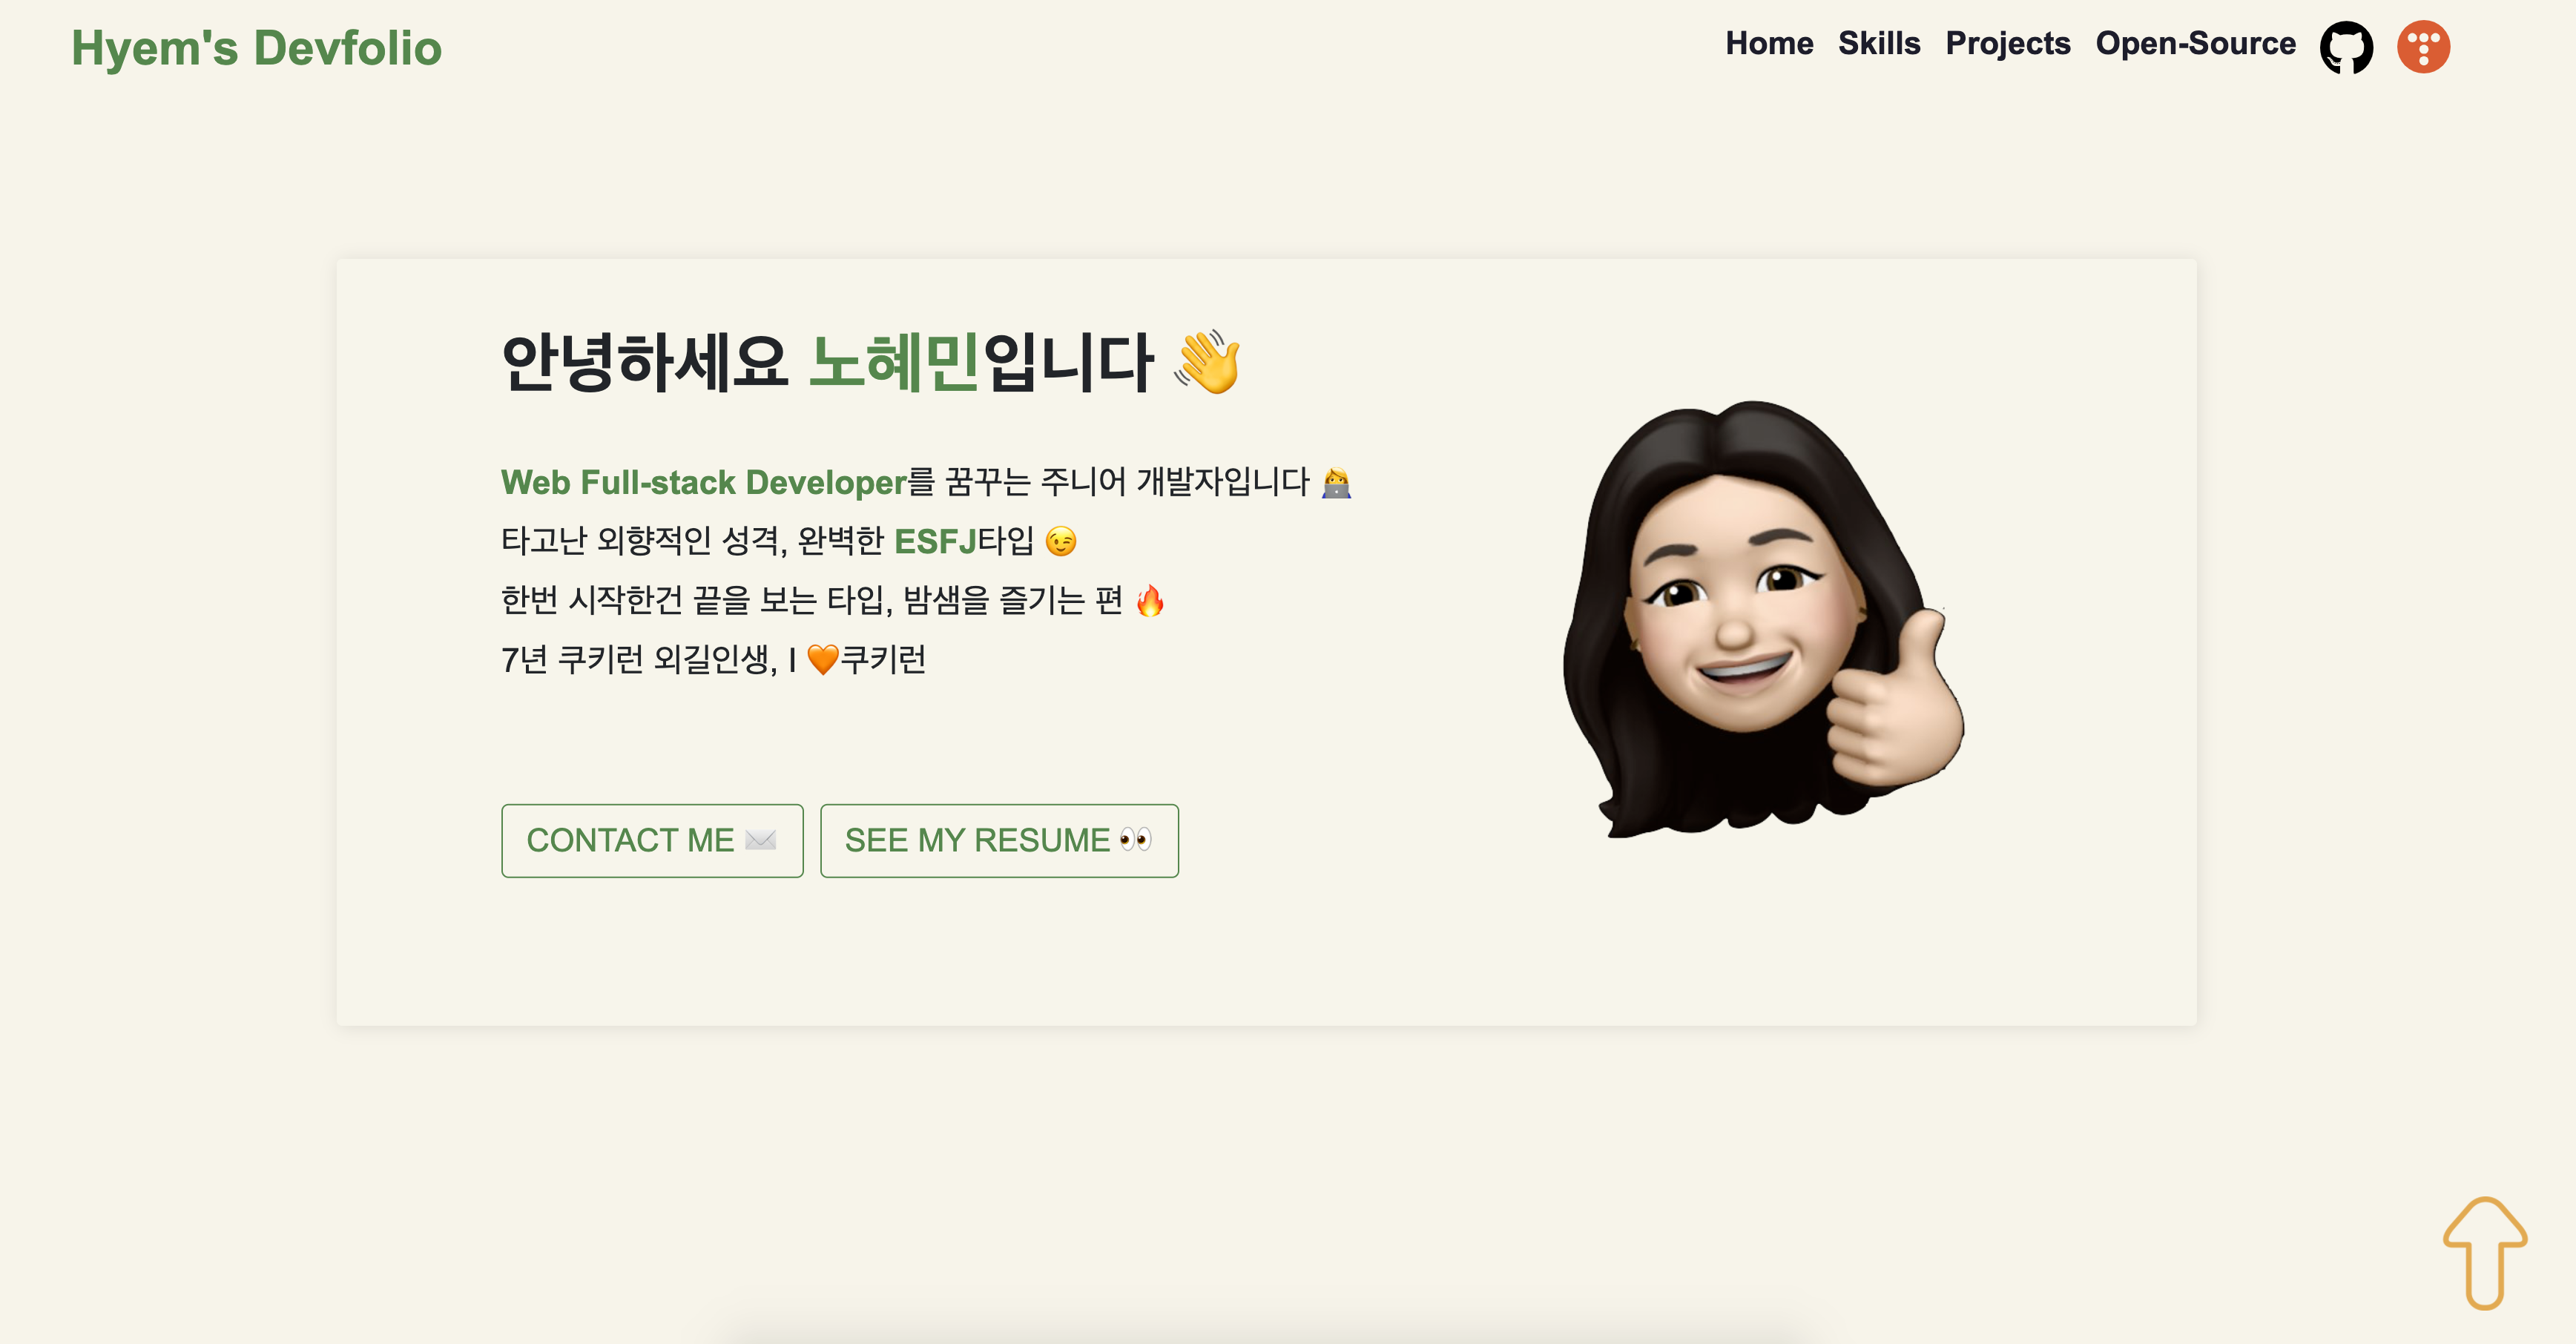 Hyem's Devfolio
Home Skills Projects Open-Source
안녕하세요 노혜민입니다 👋
Web Full-stack Developer를 꿈꾸는 주니어 개발자입니다 👩‍💻
타고난 외향적인 성격, 완벽한 ESFJ타입 😉
한번 시작한건 끝을 보는 타입, 밤샘을 즐기는 편 🔥
7년 쿠키런 외길인생, I 🧡쿠키런
CONTACT ME ✉️ SEE MY RESUME 👀